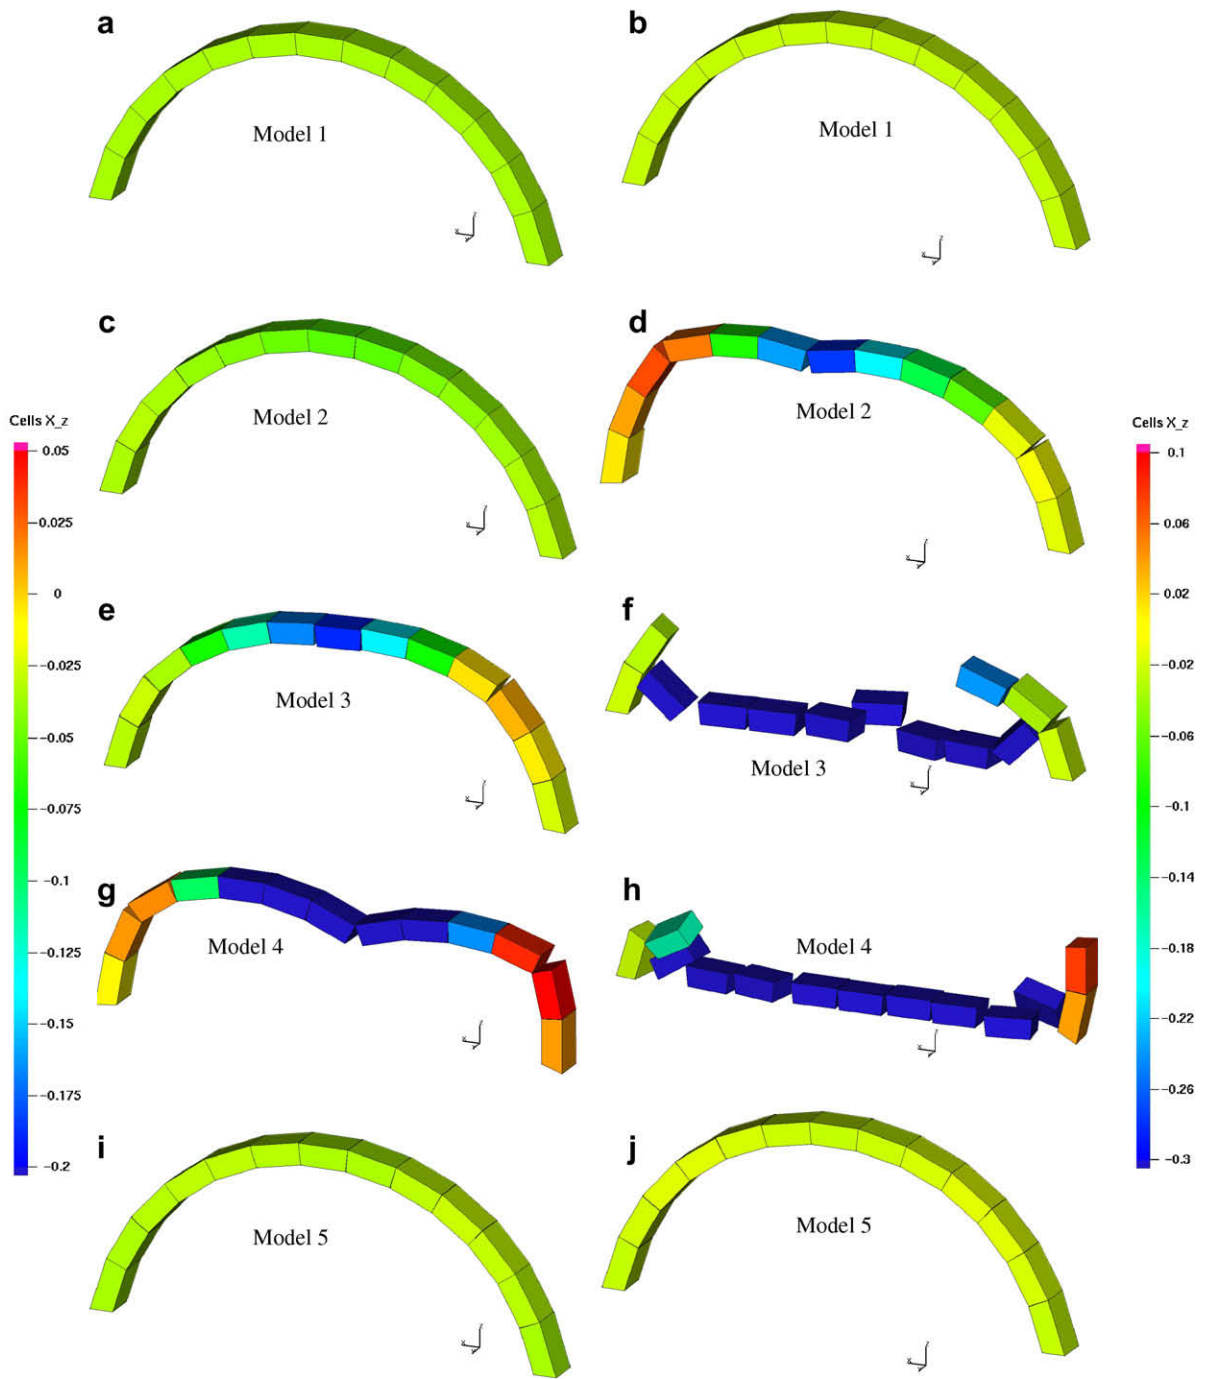 a
b
Model 1
Model 1
c
d
Model 2
Model 2
Cells X_z
0.05
0.025
0
-0.025
-0.05
-0.075
-0.1
-0.125
-0.15
-0.175
-0.2
Cells X_z
0.1
0.06
0.02
-0.02
-0.06
-0.1
-0.14
-0.18
-0.22
-0.26
-0.3
e
f
Model 3
Model 3
g
h
Model 4
Model 4
i
j
Model 5
Model 5